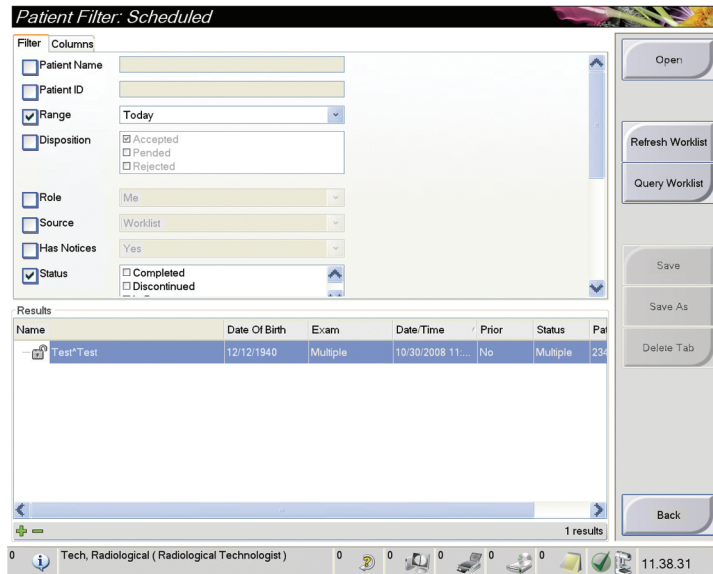 Patient Filter: Scheduled
Filter Columns
Patient Name
Patient ID
Range Today
Disposition Accepted
Pended
Rejected
Role Me
Source Worklist
Has Notices Yes
Status Completed
Discontinued
Results
Name Date Of Birth Exam Date/Time Prior Status Pat
Test^Test 12/12/1940 Multiple 10/30/2008 11:... No Multiple 234
1 results
Open
Refresh Worklist
Query Worklist
Save
Save As
Delete Tab
Back
0 Tech, Radiological ( Radiological Technologist ) 0 0 0 0 0 11.38.31